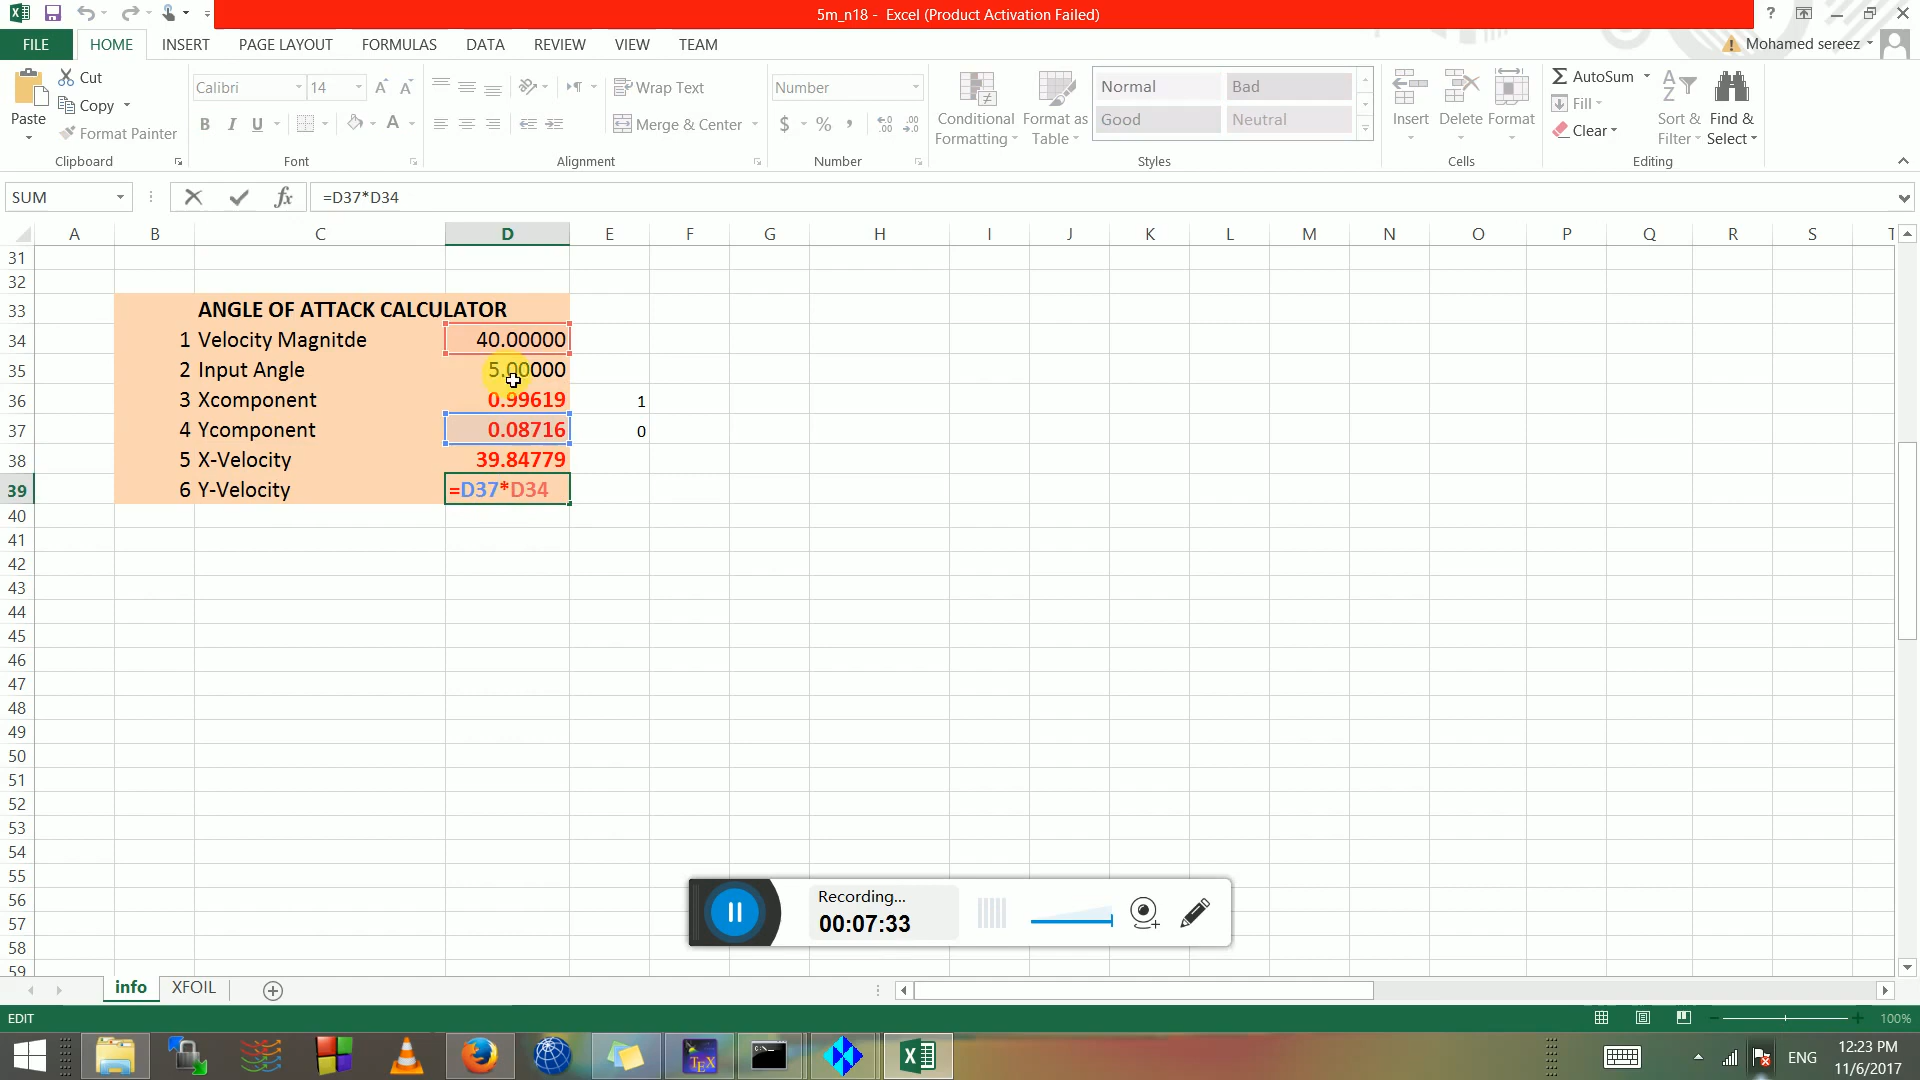 5m_n18 - Excel (Product Activation Failed)
FILE HOME INSERT PAGE LAYOUT FORMULAS DATA REVIEW VIEW TEAM Mohamed sereez
Paste
Cut
Copy
Format Painter
Clipboard
Calibri 14
B I U
Font
Wrap Text
Merge & Center
Alignment
Number
$ % ,
Number
Conditional Formatting
Format as Table
Normal Bad
Good Neutral
Styles
Insert Delete Format
Cells
AutoSum
Fill
Clear
Sort & Filter
Find & Select
Editing
SUM fx =D37*D34
A B C D E F G H I J K L M N O P Q R S T
31
32
33 ANGLE OF ATTACK CALCULATOR
34 1 Velocity Magnitde 40.00000
35 2 Input Angle 5.00000
36 3 Xcomponent 0.99619 1
37 4 Ycomponent 0.08716 0
38 5 X-Velocity 39.84779
39 6 Y-Velocity =D37*D34
40
41
42
43
44
45
46
47
48
49
50
51
52
53
54
55
56
57
58
59
Recording...
00:07:33
info XFOIL
EDIT 100%
TEX
C:\_
ENG
12:23 PM
11/6/2017